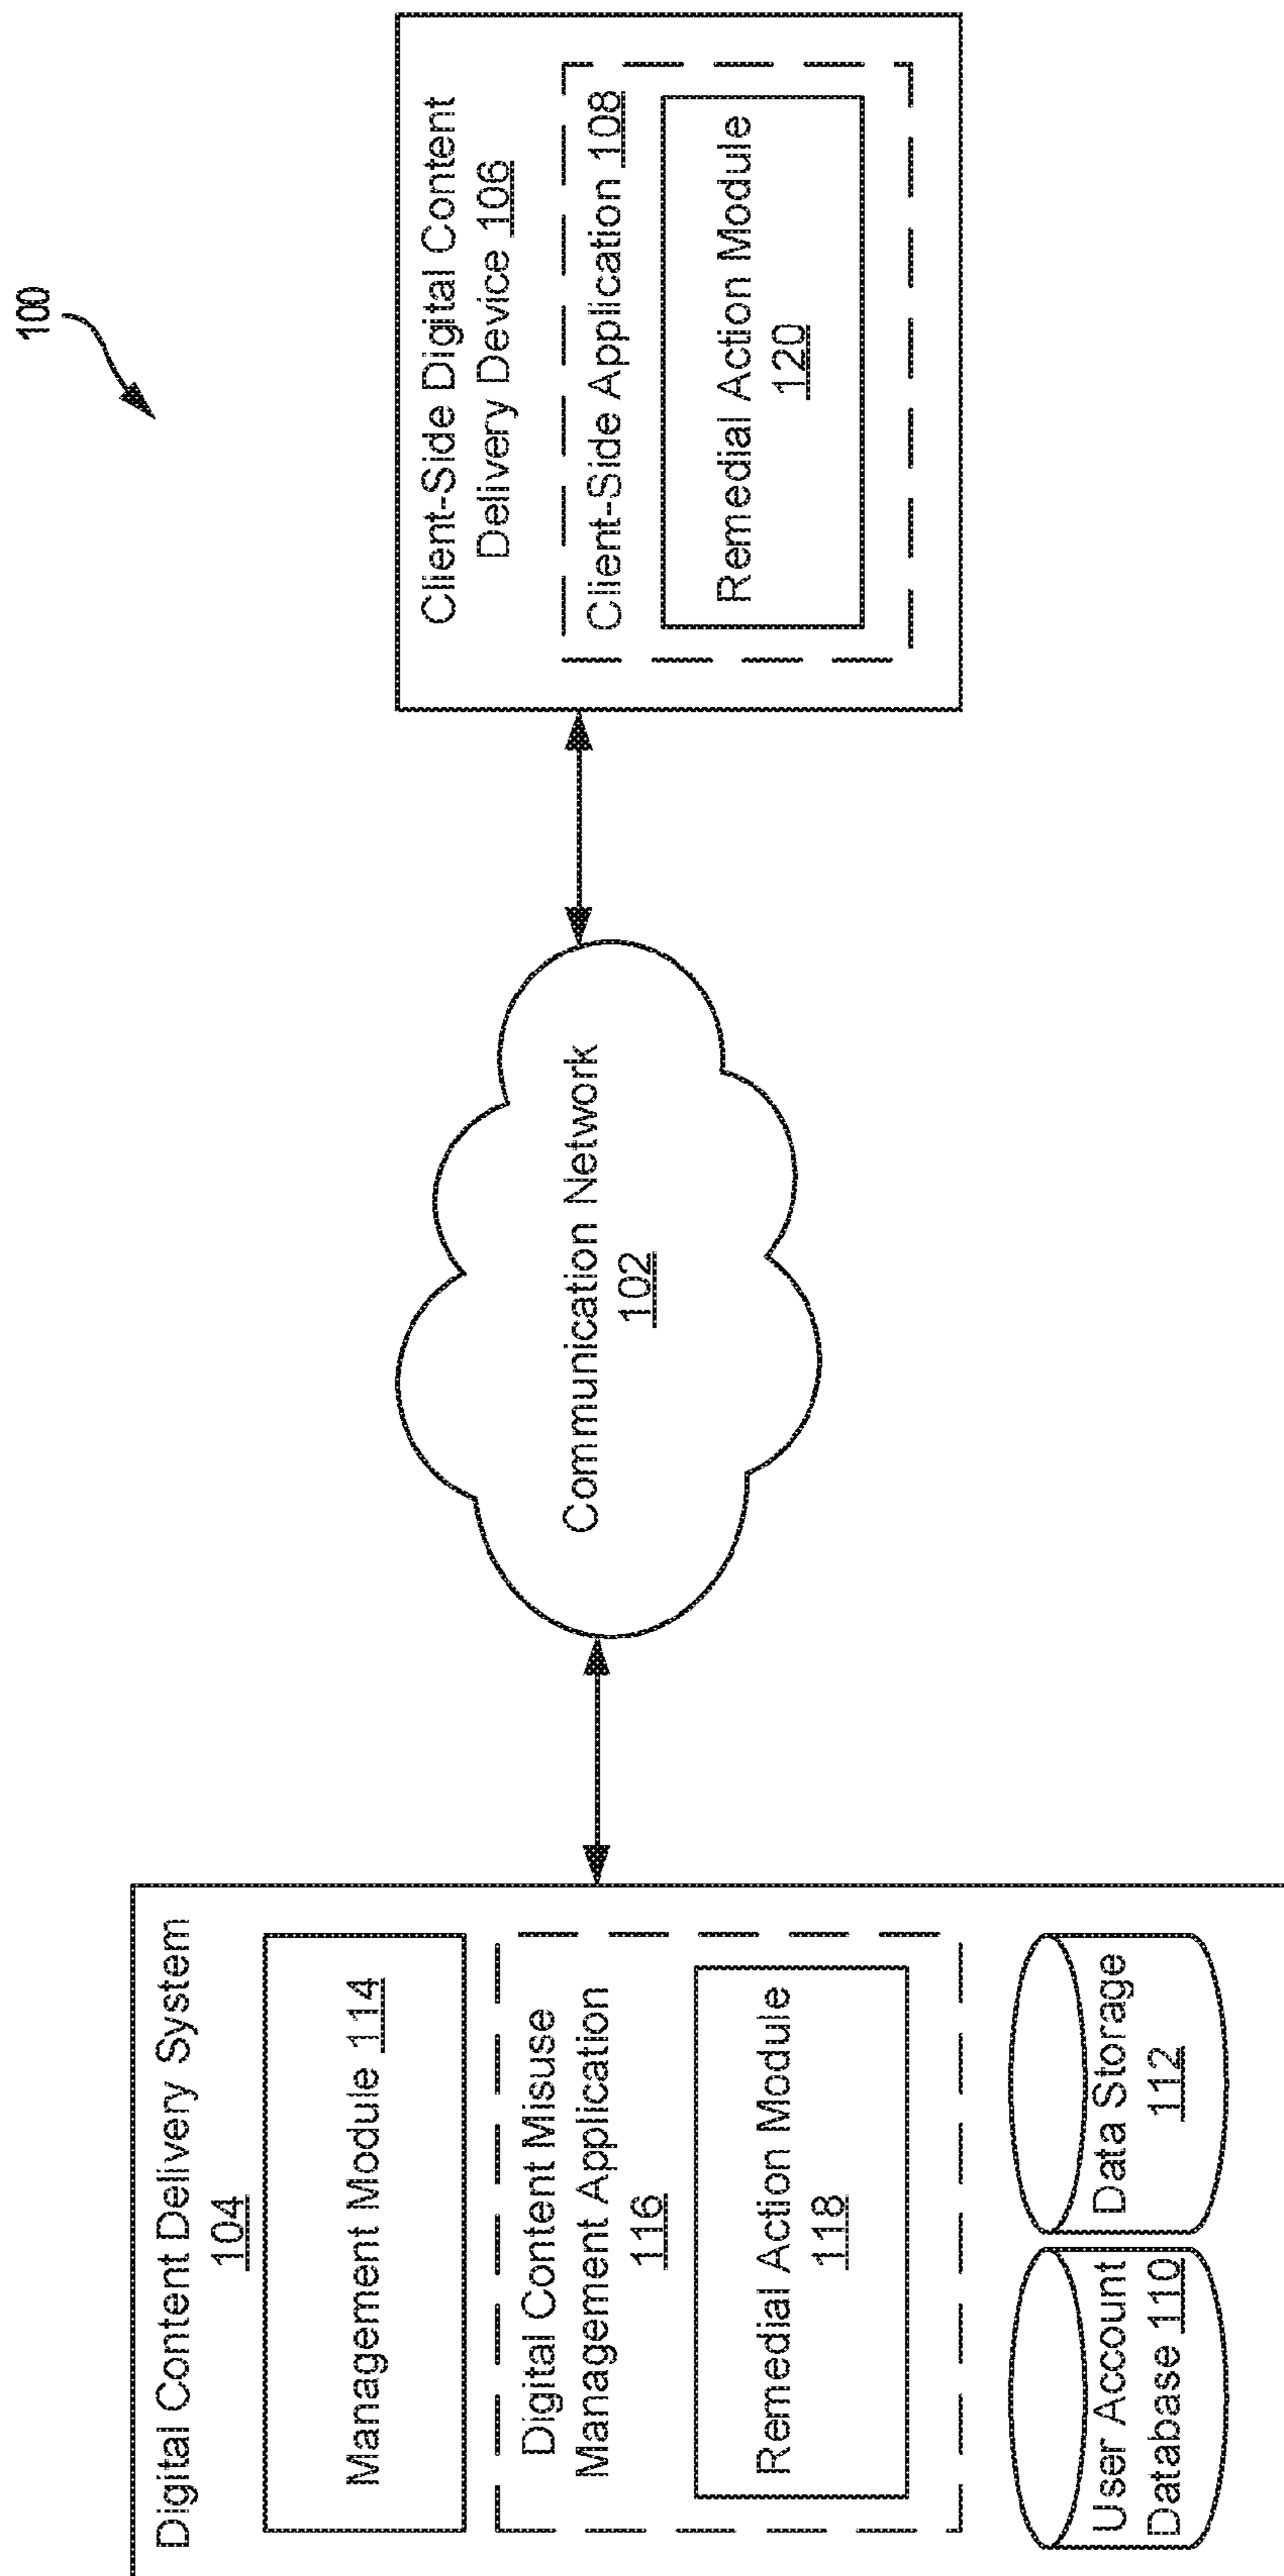 100
Digital Content Delivery System
104
Management Module 114
Digital Content Misuse
Management Application
116
Remedial Action Module
118
User Account
Database 110
Data Storage
112
Communication Network
102
Client-Side Digital Content
Delivery Device 106
Client-Side Application 108
Remedial Action Module
120